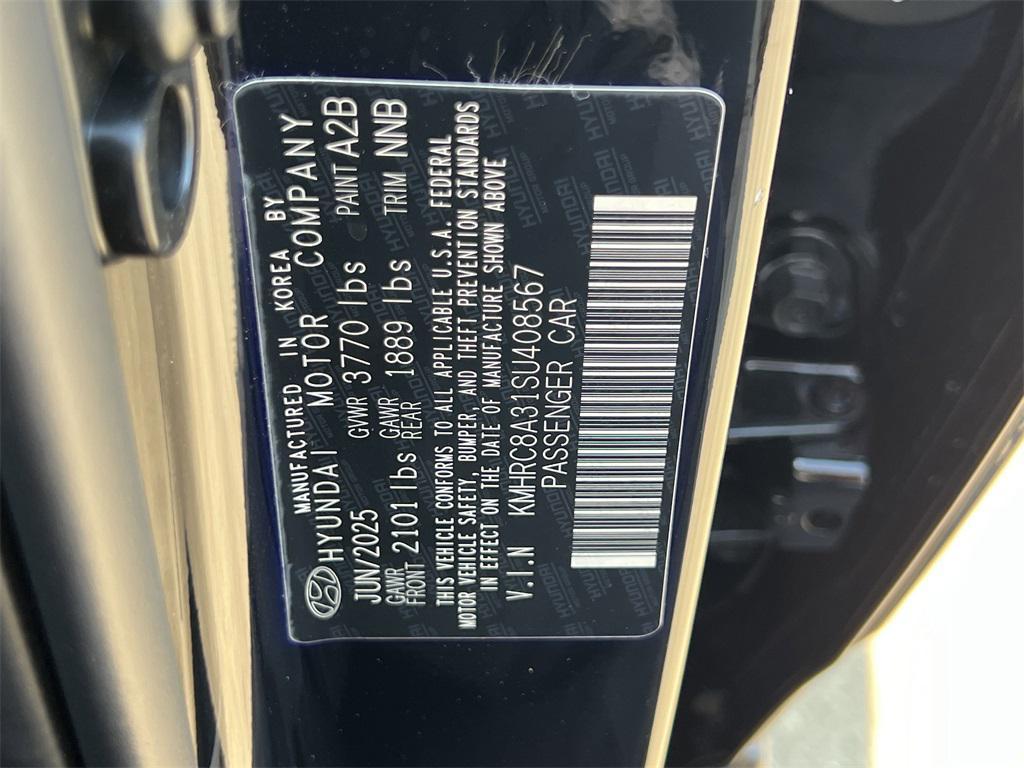 MANUFACTURED IN KOREA BY
HYUNDAI MOTOR COMPANY
JUN/2025 GVWR 3770 lbs PAINT A2B
GAWR FRONT 2101 lbs GAWR REAR 1889 lbs TRIM NNB
THIS VEHICLE CONFORMS TO ALL APPLICABLE U.S.A. FEDERAL
MOTOR VEHICLE SAFETY, BUMPER, AND THEFT PREVENTION STANDARDS
IN EFFECT ON THE DATE OF MANUFACTURE SHOWN ABOVE
V.I.N KMHRC8A31SU408567
PASSENGER CAR